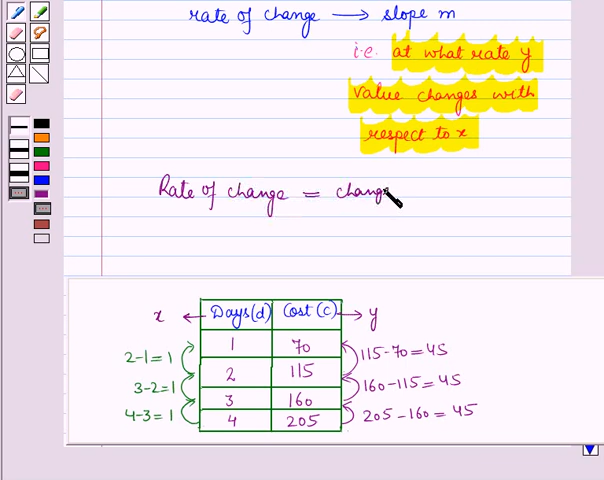 rate of change → slope m
i.e. at what rate y
value changes with
respect to x
Rate of change = chang
x ← Days(d) Cost(c) → y
1 70
2-1=1 115-70=45
2 115
3-2=1 160-115=45
3 160
4-3=1 205-160=45
4 205